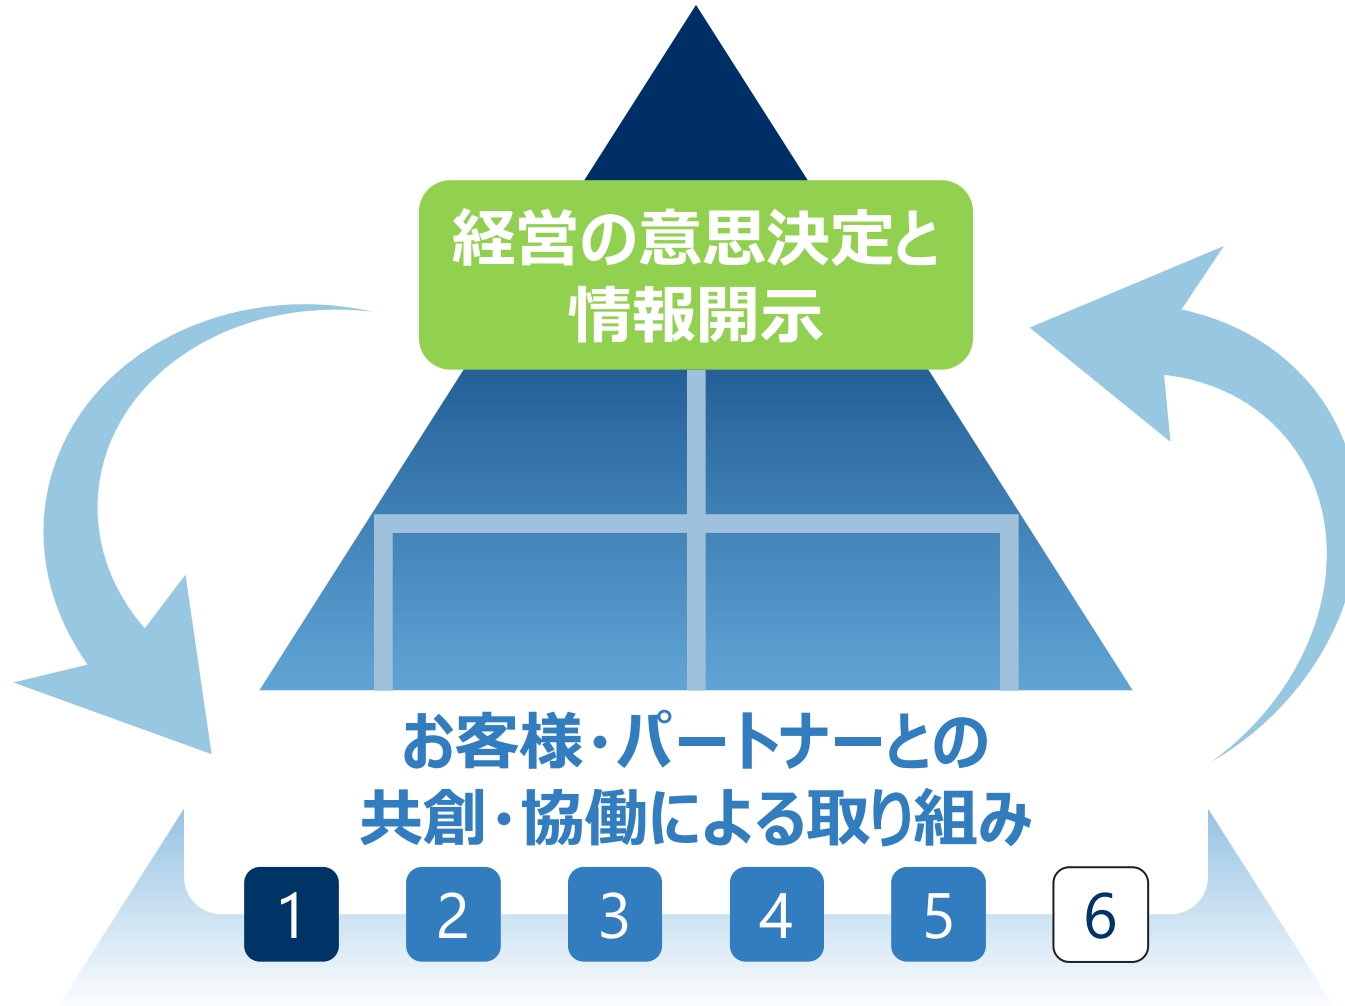 経営の意思決定と
情報開示
お客様・パートナーとの
共創・協働による取り組み
1 2 3 4 5 6